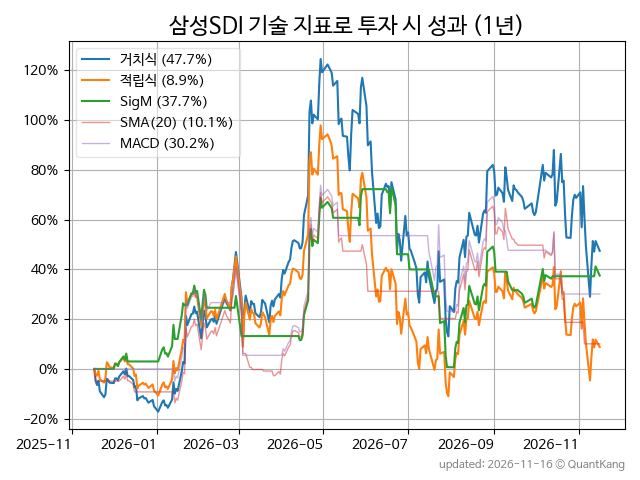 삼성SDI 기술 지표로 투자 시 성과 (1년)
거치식 (47.7%)
적립식 (8.9%)
SigM (37.7%)
SMA(20) (10.1%)
MACD (30.2%)
120%
100%
80%
60%
40%
20%
0%
−20%
2025-11 2026-01 2026-03 2026-05 2026-07 2026-09 2026-11
updated: 2026-11-16 ⓒ QuantKang